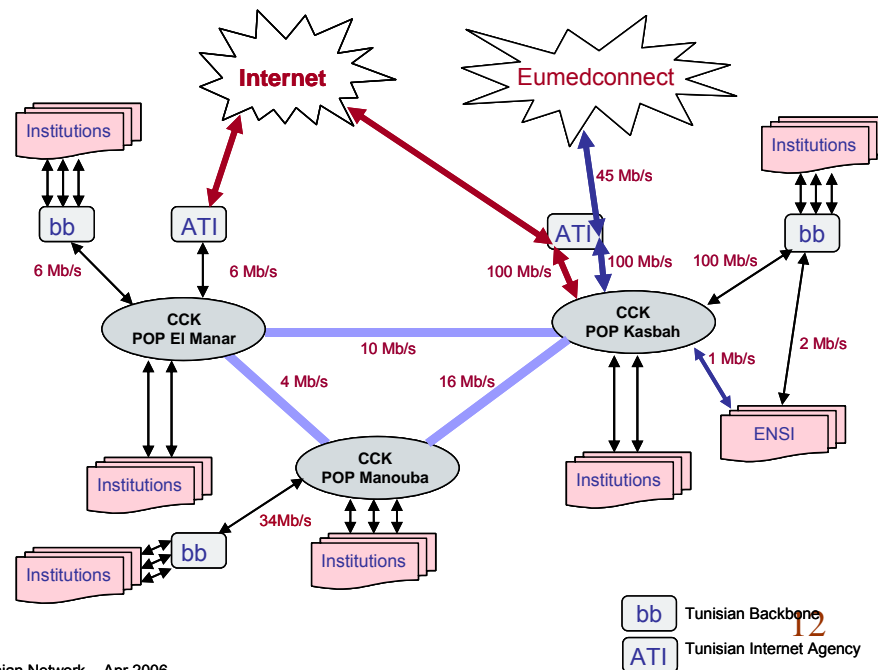 Internet
Eumedconnect
Institutions
Institutions
45 Mb/s
bb
ATI
ATI
bb
6 Mb/s
6 Mb/s
100 Mb/s
100 Mb/s
100 Mb/s
CCK
POP El Manar
CCK
POP Kasbah
10 Mb/s
2 Mb/s
1 Mb/s
4 Mb/s
16 Mb/s
ENSI
CCK
POP Manouba
Institutions
Institutions
34Mb/s
bb
Institutions
Institutions
bb
Tunisian Backbone
12
ATI
Tunisian Internet Agency
Network Apr 2006